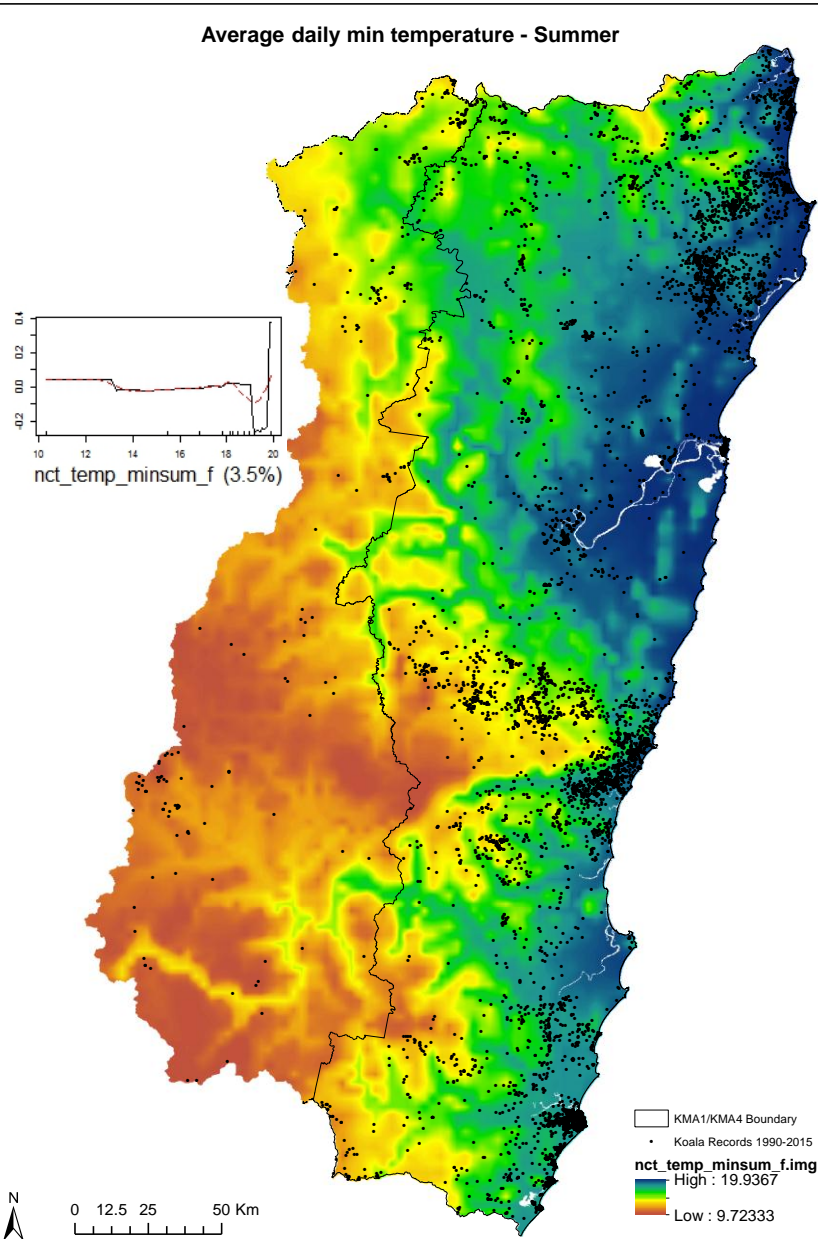 Average daily min temperature - Summer
0.4
0.2
0.0
-0.2
10 12 14 16 18 20
nct_temp_minsum_f (3.5%)
KMA1/KMA4 Boundary
Koala Records 1990-2015
nct_temp_minsum_f.img
High : 19.9367
Low : 9.72333
N
0 12.5 25 50 Km